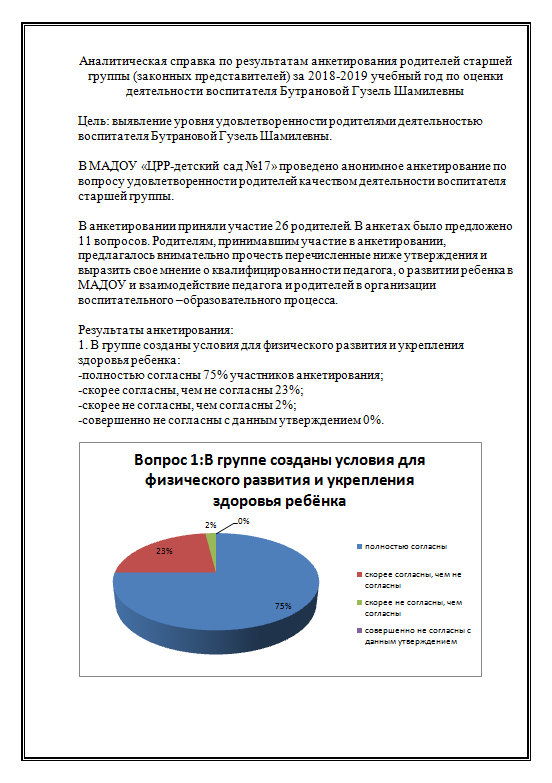 Аналитическая справка по результатам анкетирования родителей старшей
группы (законных представителей) за 2018-2019 учебный год по оценки
деятельности воспитателя Бутрановой Гузель Шамилевны
Цель: выявление уровня удовлетворенности родителями деятельностью
воспитателя Бутрановой Гузель Шамилевны.
В МАДОУ «ЦРР-детский сад №17» проведено анонимное анкетирование по
вопросу удовлетворенности родителей качеством деятельности воспитателя
старшей группы.
В анкетировании приняли участие 26 родителей. В анкетах было предложено
11 вопросов. Родителям, принимавшим участие в анкетировании,
предлагалось внимательно прочесть перечисленные ниже утверждения и
выразить свое мнение о квалифицированности педагога, о развитии ребенка в
МАДОУ и взаимодействие педагога и родителей в организации
воспитательного –образовательного процесса.
Результаты анкетирования:
1. В группе созданы условия для физического развития и укрепления
здоровья ребенка:
-полностью согласны 75% участников анкетирования;
-скорее согласны, чем не согласны 23%;
-скорее не согласны, чем согласны 2%;
-совершенно не согласны с данным утверждением 0%.
Вопрос 1:В группе созданы условия для
физического развития и укрепления
здоровья ребёнка
2%
0%
23%
75%
полностью согласны
скорее согласны, чем не
согласны
скорее не согласны, чем
согласны
совершенно не согласны с
данным утверждением